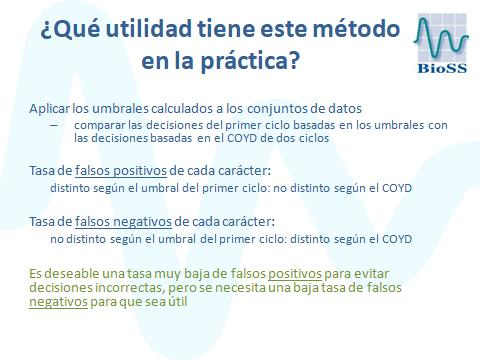 ¿Qué utilidad tiene este método
en la práctica?
BioSS
Aplicar los umbrales calculados a los conjuntos de datos
– comparar las decisiones del primer ciclo basadas en los umbrales con
las decisiones basadas en el COYD de dos ciclos
Tasa de falsos positivos de cada carácter:
distinto según el umbral del primer ciclo: no distinto según el COYD
Tasa de falsos negativos de cada carácter:
no distinto según el umbral del primer ciclo: distinto según el COYD
Es deseable una tasa muy baja de falsos positivos para evitar
decisiones incorrectas, pero se necesita una baja tasa de falsos
negativos para que sea útil